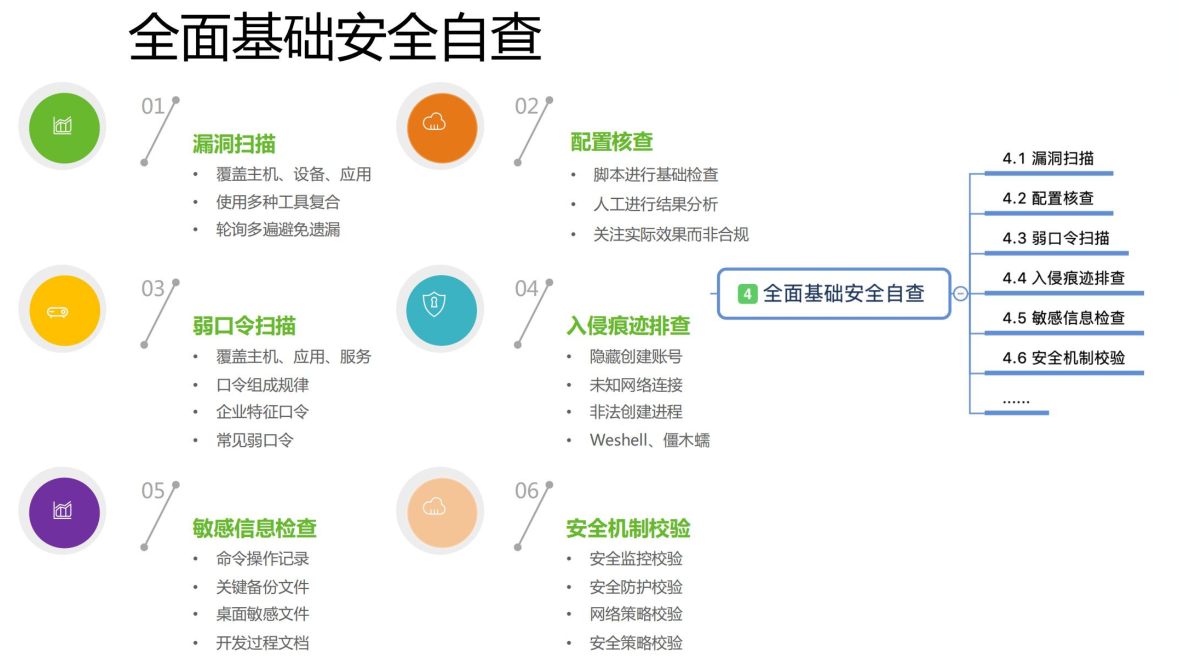 全面基础安全自查
01
漏洞扫描
• 覆盖主机、设备、应用
• 使用多种工具复合
• 轮询多遍避免遗漏
02
配置核查
• 脚本进行基础检查
• 人工进行结果分析
• 关注实际效果而非合规
03
弱口令扫描
• 覆盖主机、应用、服务
• 口令组成规律
• 企业特征口令
• 常见弱口令
04
入侵痕迹排查
• 隐藏创建账号
• 未知网络连接
• 非法创建进程
• Weshell、僵木蠕
05
敏感信息检查
• 命令操作记录
• 关键备份文件
• 桌面敏感文件
• 开发过程文档
06
安全机制校验
• 安全监控校验
• 安全防护校验
• 网络策略校验
• 安全策略校验
4 全面基础安全自查
4.1 漏洞扫描
4.2 配置核查
4.3 弱口令扫描
4.4 入侵痕迹排查
4.5 敏感信息检查
4.6 安全机制校验
......